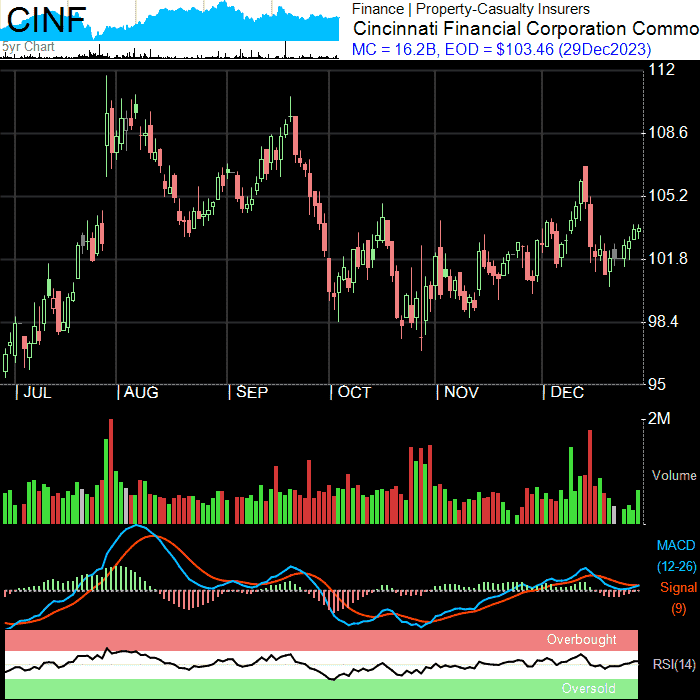 CINF
5yr Chart
Finance | Property-Casualty Insurers
Cincinnati Financial Corporation Commo
MC = 16.2B, EOD = $103.46 (29Dec2023)
112
108.6
105.2
101.8
98.4
95
| JUL | AUG | SEP | OCT | NOV | DEC
2M
Volume
MACD
(12-26)
Signal
(9)
Overbought
RSI(14)
Oversold